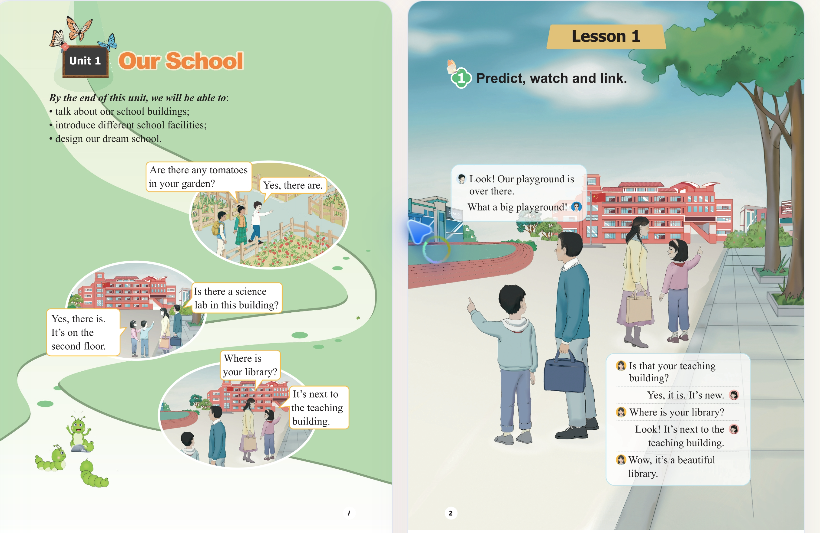 Unit 1
Our School
By the end of this unit, we will be able to:
• talk about our school buildings;
• introduce different school facilities;
• design our dream school.
Are there any tomatoes
in your garden?
Yes, there are.
Is there a science
lab in this building?
Yes, there is.
It's on the
second floor.
Where is
your library?
It's next to
the teaching
building.
1
Lesson 1
1 Predict, watch and link.
Look! Our playground is
over there.
What a big playground!
Is that your teaching
building?
Yes, it is. It's new.
Where is your library?
Look! It's next to the
teaching building.
Wow, it's a beautiful
library.
2